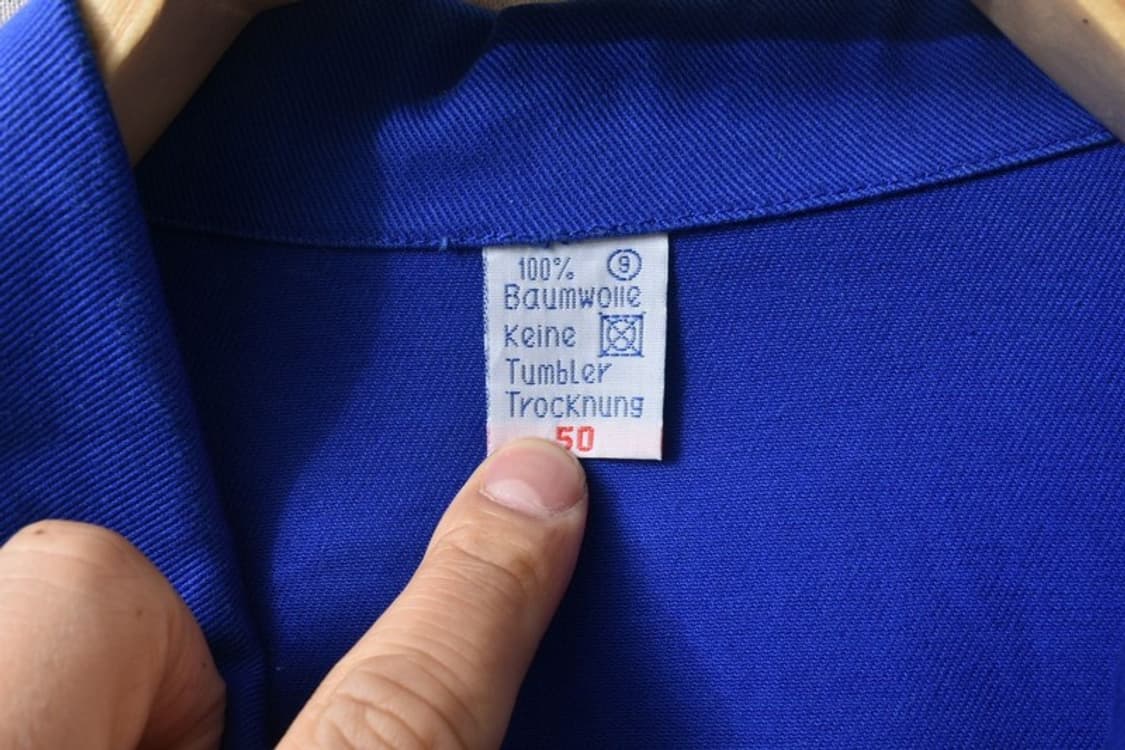 100% 9
Baumwolle
Keine
Tumbler
Trocknung
50